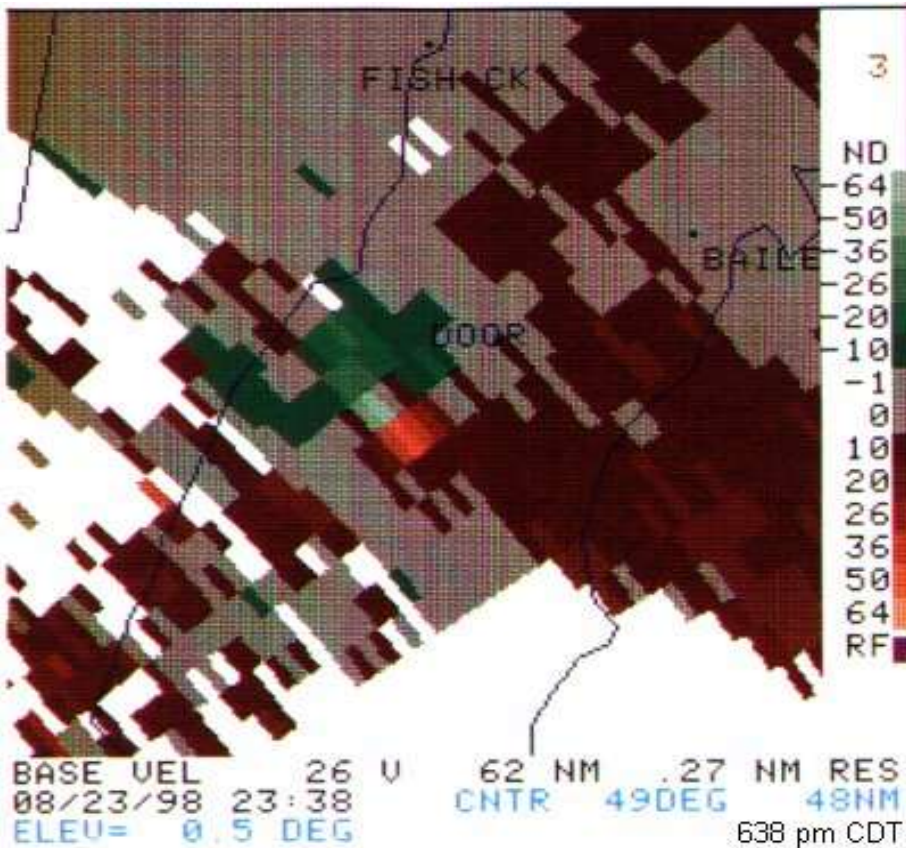 FISH CK
3
ND
64
50
BAILE
36
26
DOOR
20
10
-1
0
10
20
26
36
50
64
RF
BASE VEL 26 V 62 NM .27 NM RES
08/23/98 23:38 CNTR 49DEG 48NM
ELEV= 0.5 DEG 638 pm CDT